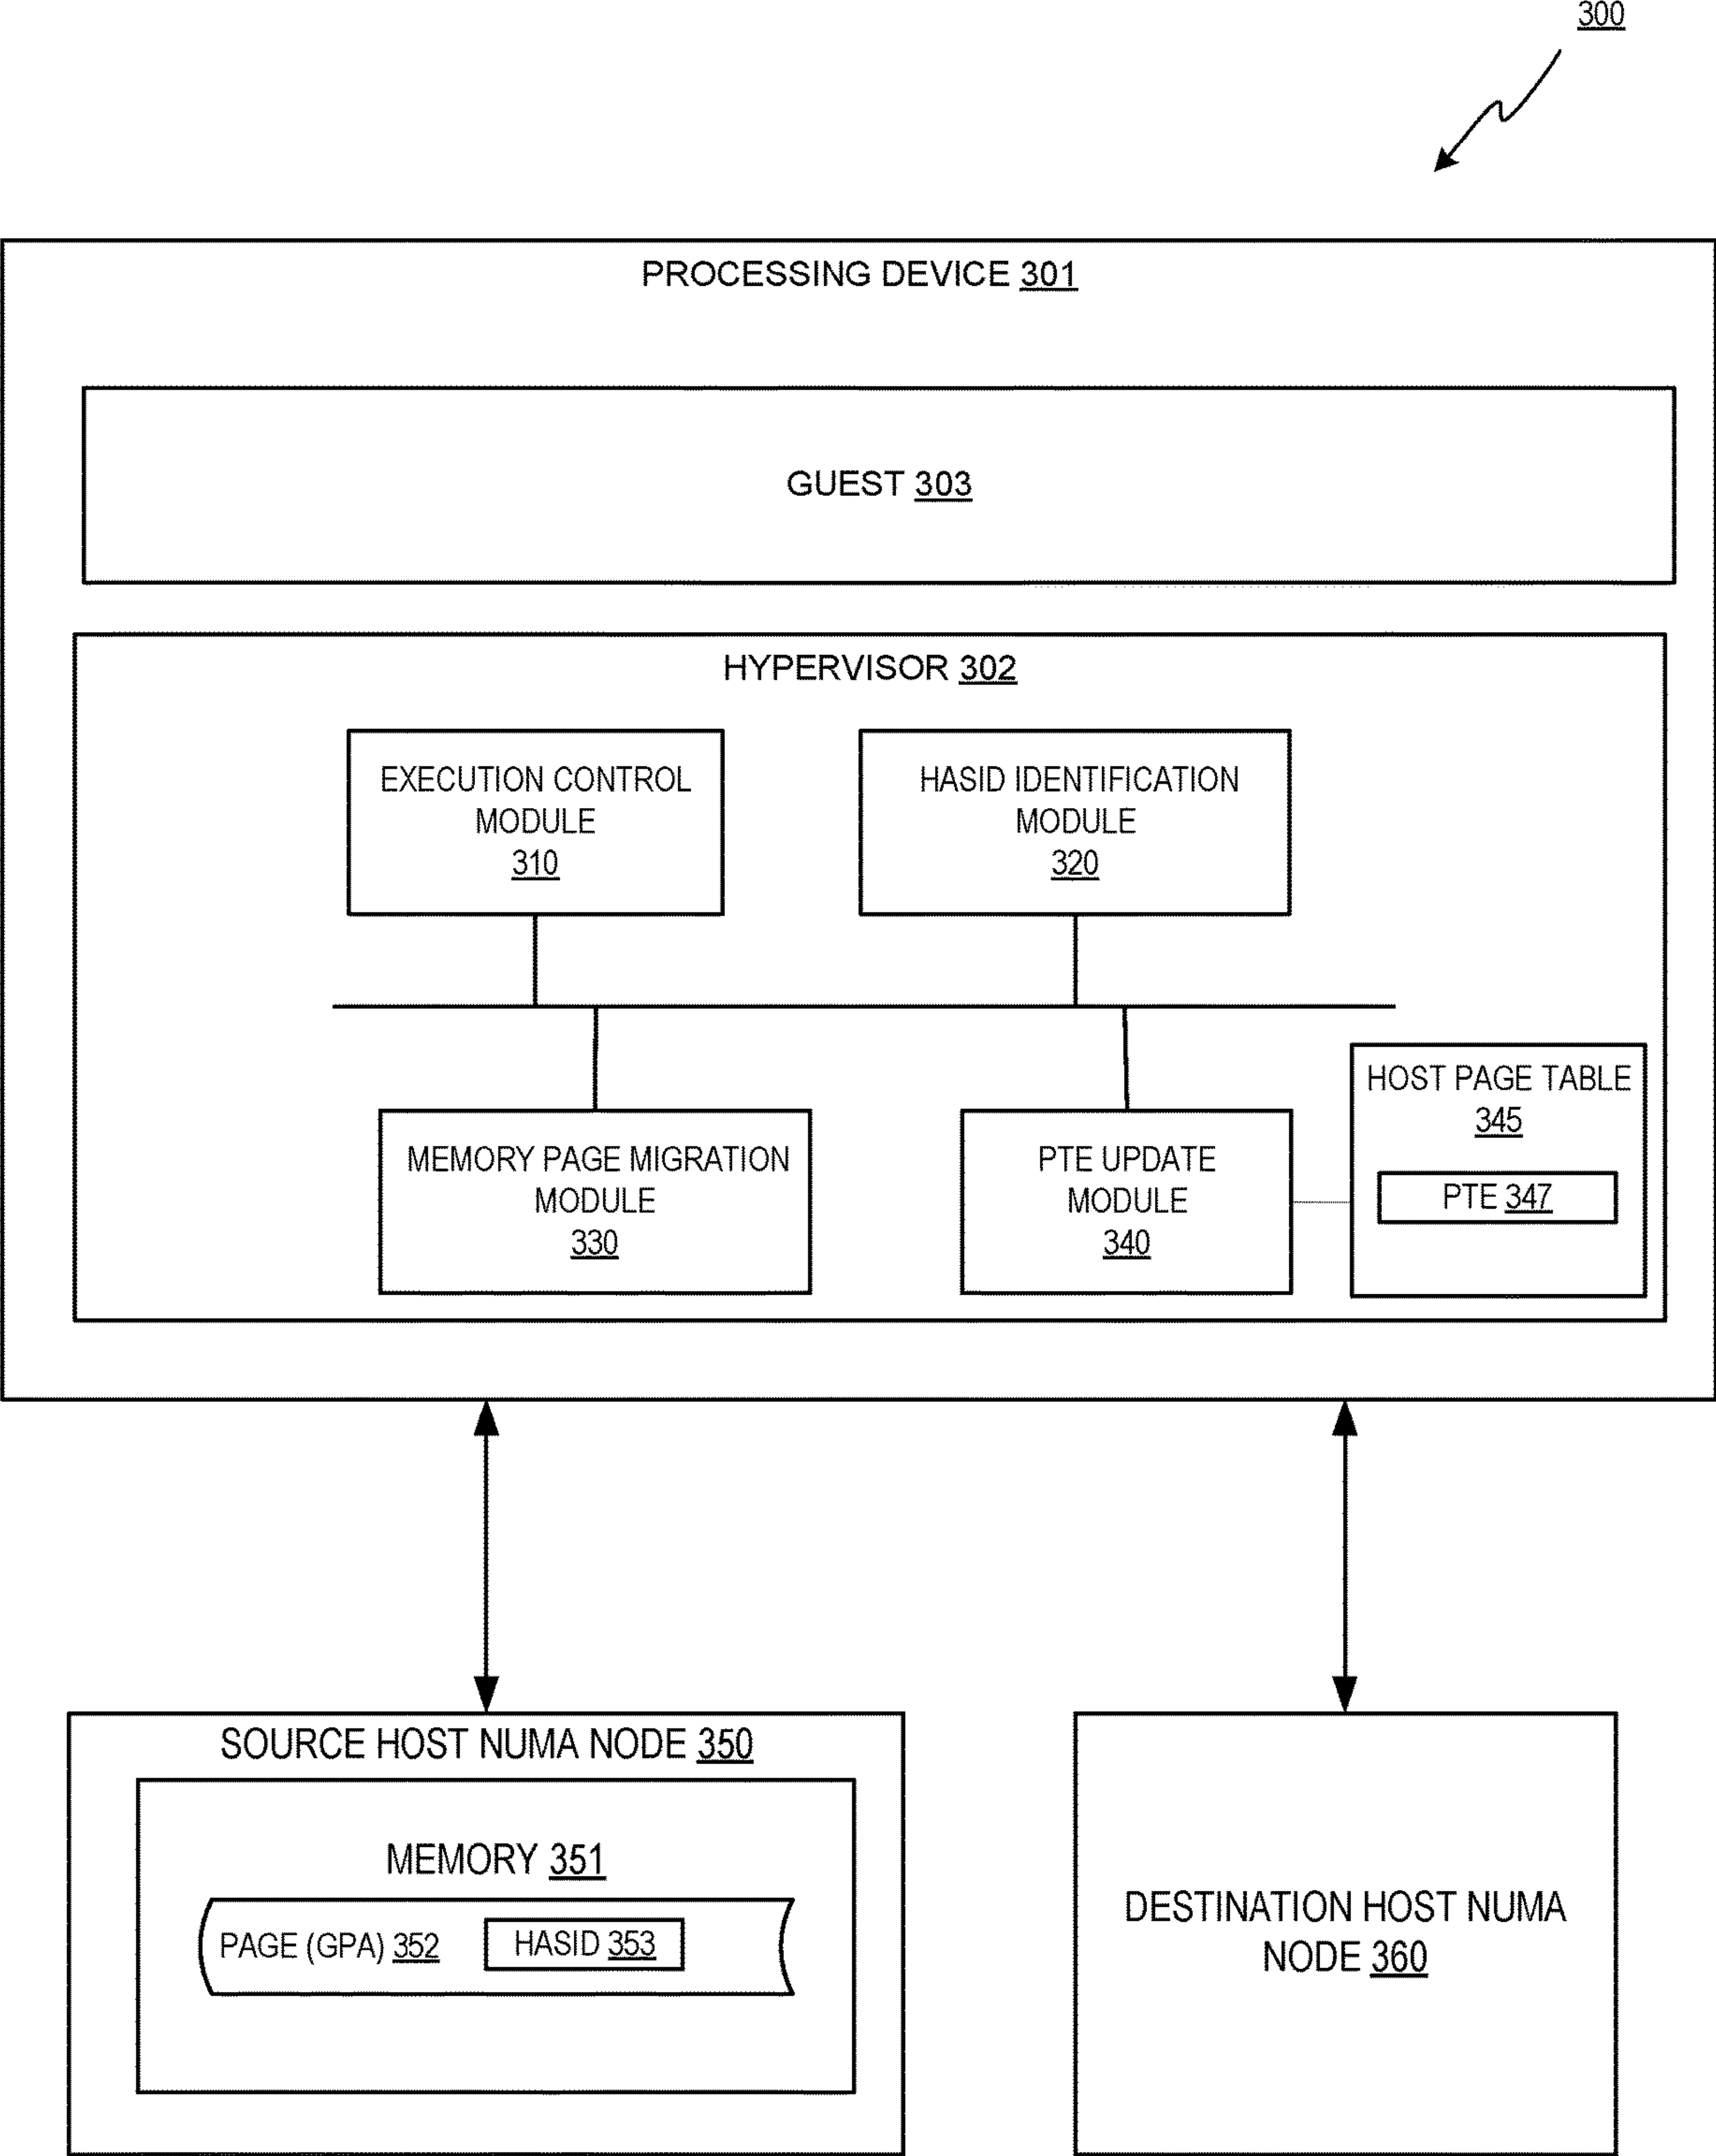 300
PROCESSING DEVICE 301
GUEST 303
HYPERVISOR 302
EXECUTION CONTROL
MODULE
310
HASID IDENTIFICATION
MODULE
320
MEMORY PAGE MIGRATION
MODULE
330
PTE UPDATE
MODULE
340
HOST PAGE TABLE
345
PTE 347
SOURCE HOST NUMA NODE 350
MEMORY 351
PAGE (GPA) 352
HASID 353
DESTINATION HOST NUMA
NODE 360